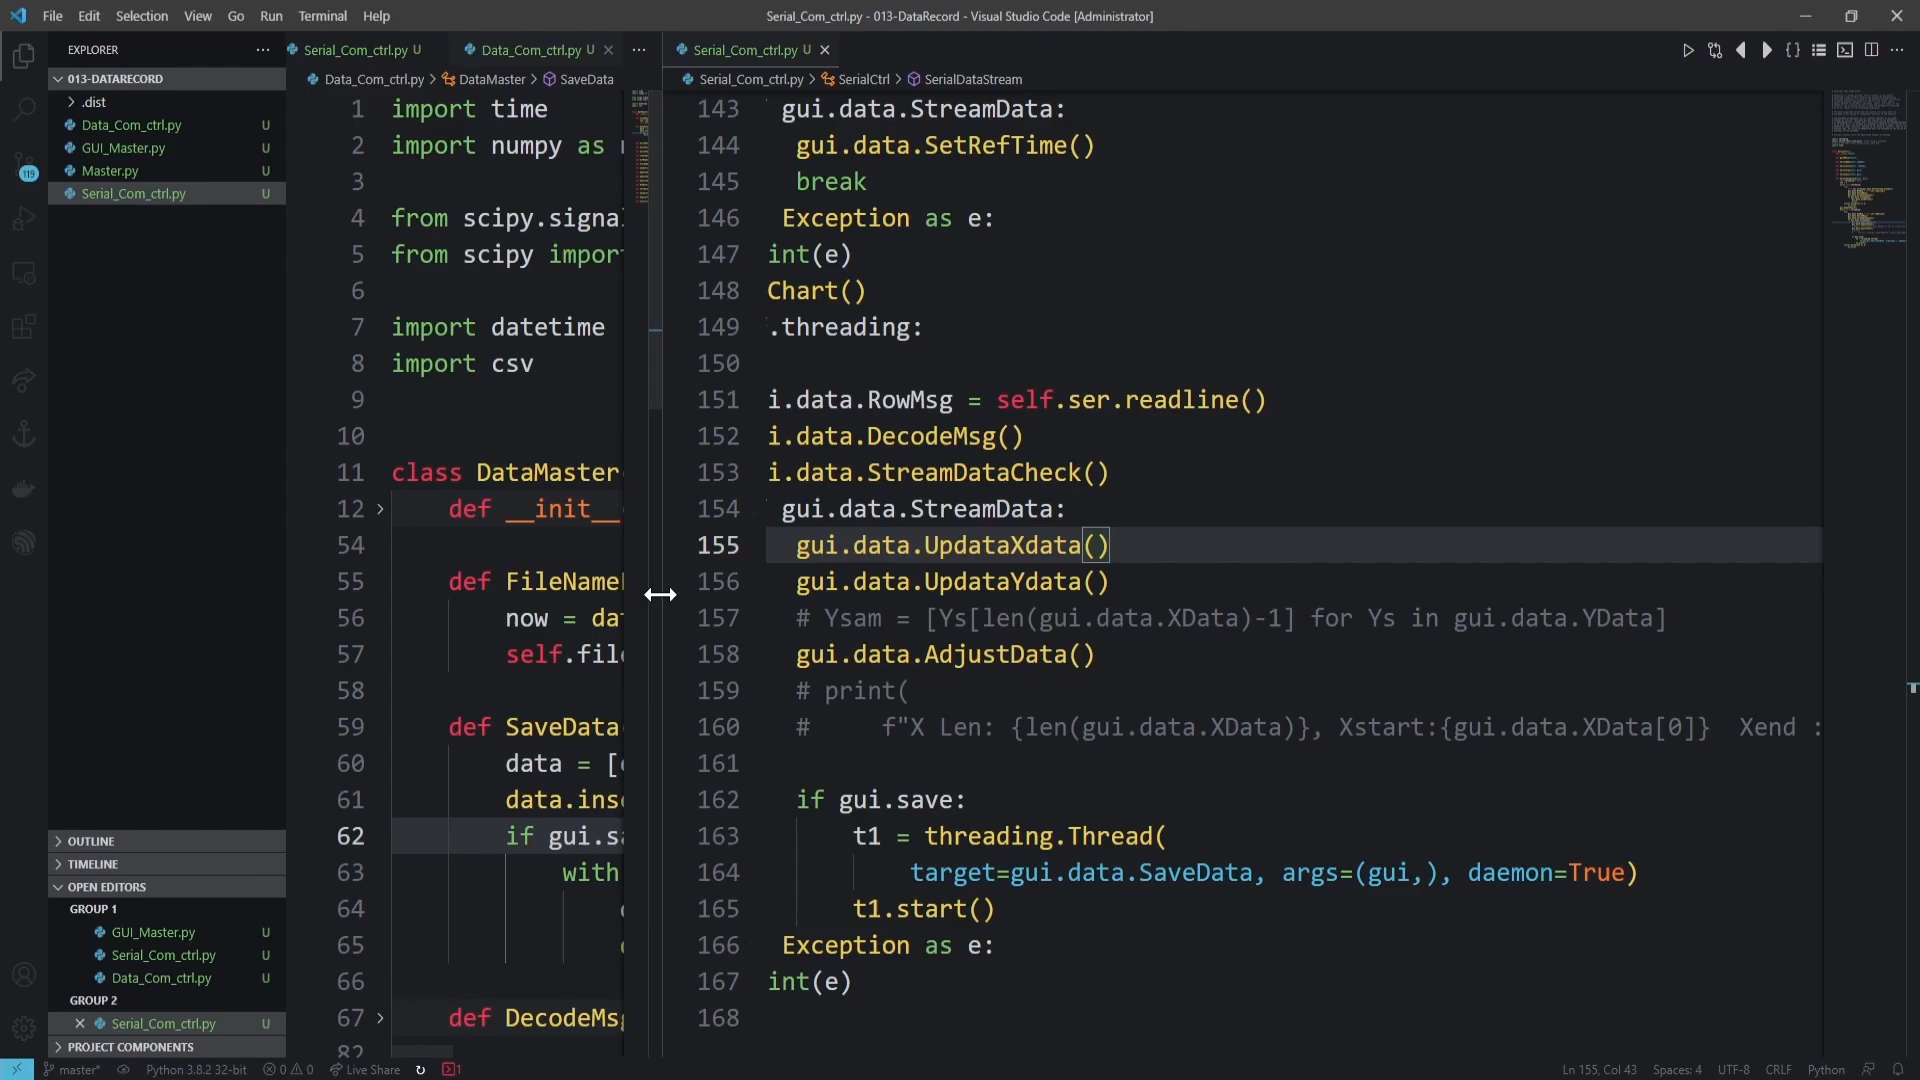 File Edit Selection View Go Run Terminal Help
Serial_Com_ctrl.py - 013-DataRecord - Visual Studio Code [Administrator]
EXPLORER
013-DATARECORD
.dist
Data_Com_ctrl.py U
GUI_Master.py U
Master.py U
Serial_Com_ctrl.py U
119
OUTLINE
TIMELINE
OPEN EDITORS
GROUP 1
GUI_Master.py U
Serial_Com_ctrl.py U
Data_Com_ctrl.py U
GROUP 2
Serial_Com_ctrl.py U
PROJECT COMPONENTS
Serial_Com_ctrl.py U
Data_Com_ctrl.py U
Data_Com_ctrl.py > DataMaster > SaveData
1 import time
2 import numpy as
3
4 from scipy.signal
5 from scipy import
6
7 import datetime
8 import csv
9
10
11 class DataMaster
12 def __init__
54
55 def FileName
56 now = dat
57 self.file
58
59 def SaveData
60 data = [
61 data.ins
62 if gui.sa
63 with
64
65
66
67 def DecodeMsg
82
Serial_Com_ctrl.py U
Serial_Com_ctrl.py > SerialCtrl > SerialDataStream
143 gui.data.StreamData:
144 gui.data.SetRefTime()
145 break
146 Exception as e:
147 int(e)
148 Chart()
149 .threading:
150
151 i.data.RowMsg = self.ser.readline()
152 i.data.DecodeMsg()
153 i.data.StreamDataCheck()
154 gui.data.StreamData:
155 gui.data.UpdataXdata()
156 gui.data.UpdataYdata()
157 # Ysam = [Ys[len(gui.data.XData)-1] for Ys in gui.data.YData]
158 gui.data.AdjustData()
159 # print(
160 # f"X Len: {len(gui.data.XData)}, Xstart:{gui.data.XData[0]} Xend :
161
162 if gui.save:
163 t1 = threading.Thread(
164 target=gui.data.SaveData, args=(gui,), daemon=True)
165 t1.start()
166 Exception as e:
167 int(e)
168
master* Python 3.8.2 32-bit 0 0 Live Share 1
Ln 155, Col 43 Spaces: 4 UTF-8 CRLF Python